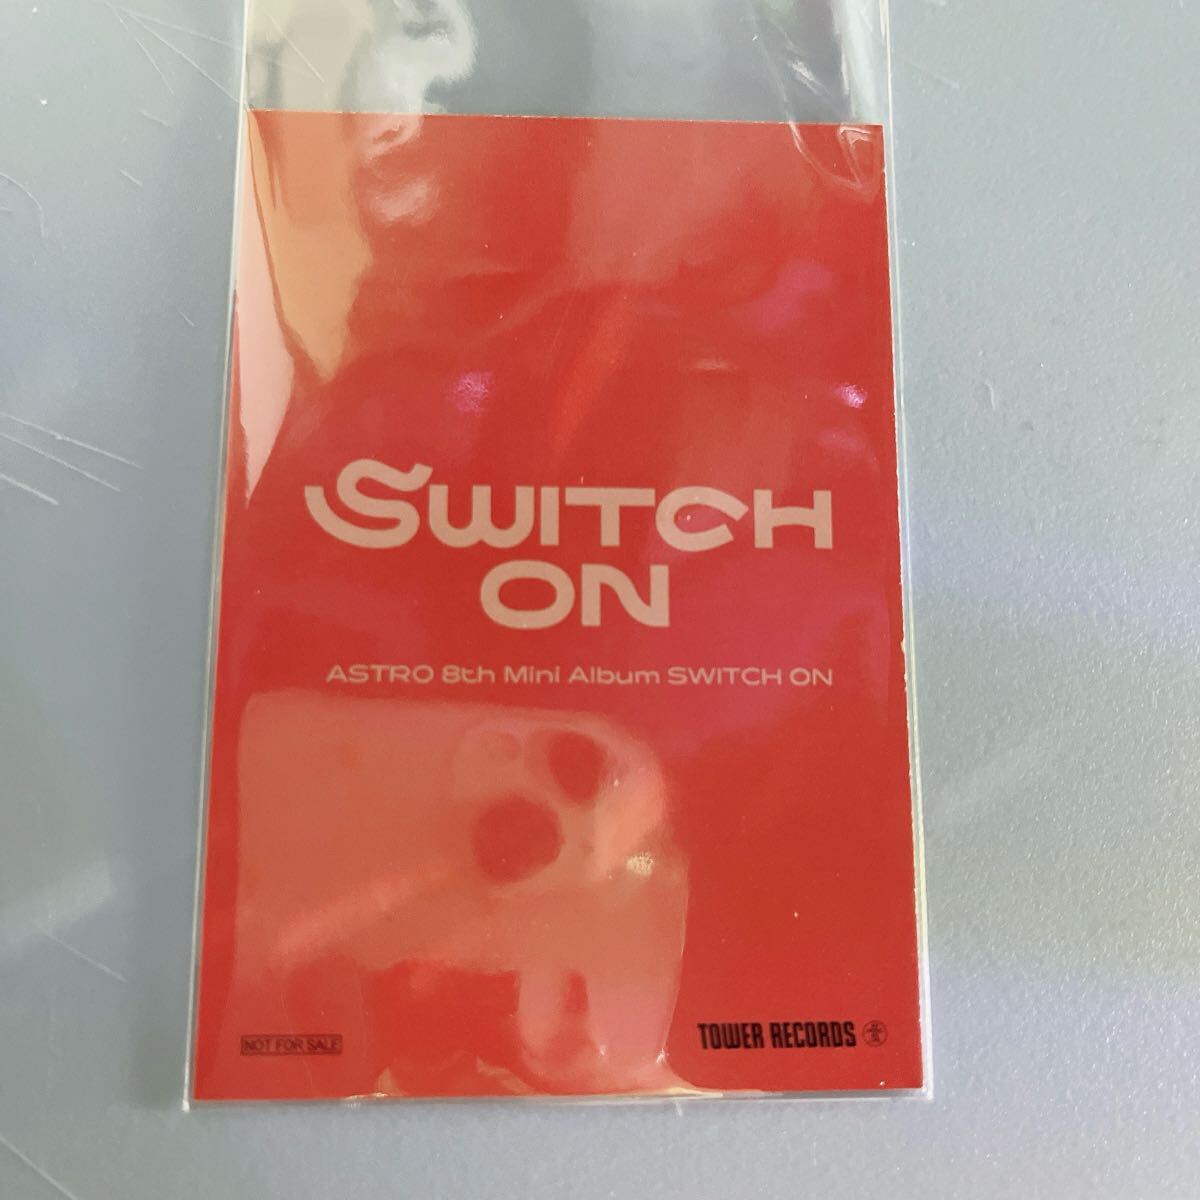 SWITCH
ON
ASTRO 8th Mini Album SWITCH ON
NOT FOR SALE
TOWER RECORDS